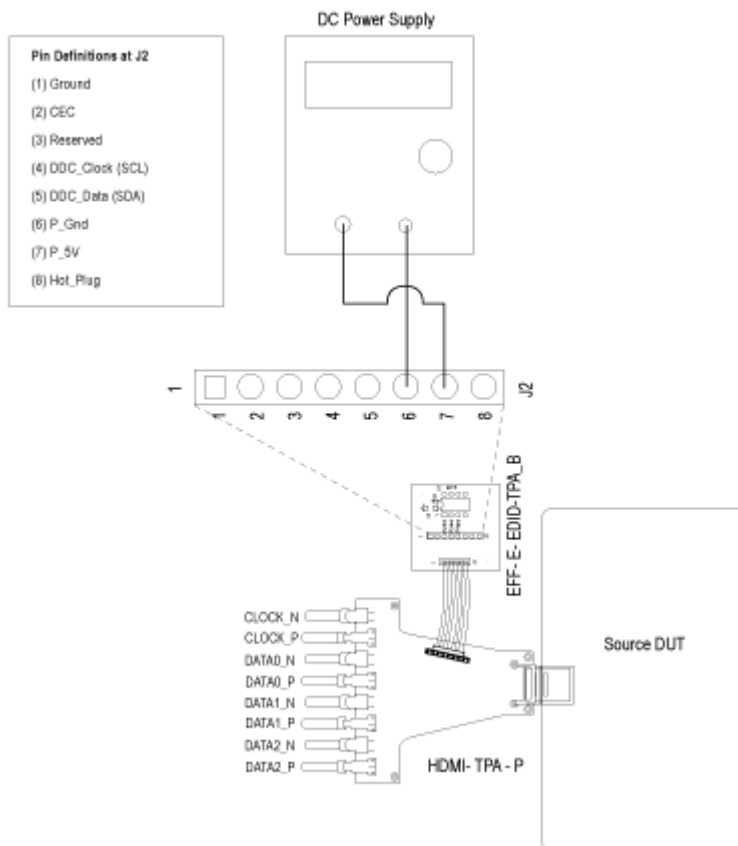 DC Power Supply
Pin Definitions at J2
(1) Ground
(2) CEC
(3) Reserved
(4) DDC_Clock (SCL)
(5) DDC_Data (SDA)
(6) P_Gnd
(7) P_5V
(8) Hot_Plug
1
J2
1 2 3 4 5 6 7 8
EFF- E- EDID-TPA_B
CLOCK_N
CLOCK_P
DATA0_N
DATA0_P
DATA1_N
DATA1_P
DATA2_N
DATA2_P
HDMI- TPA - P
Source DUT